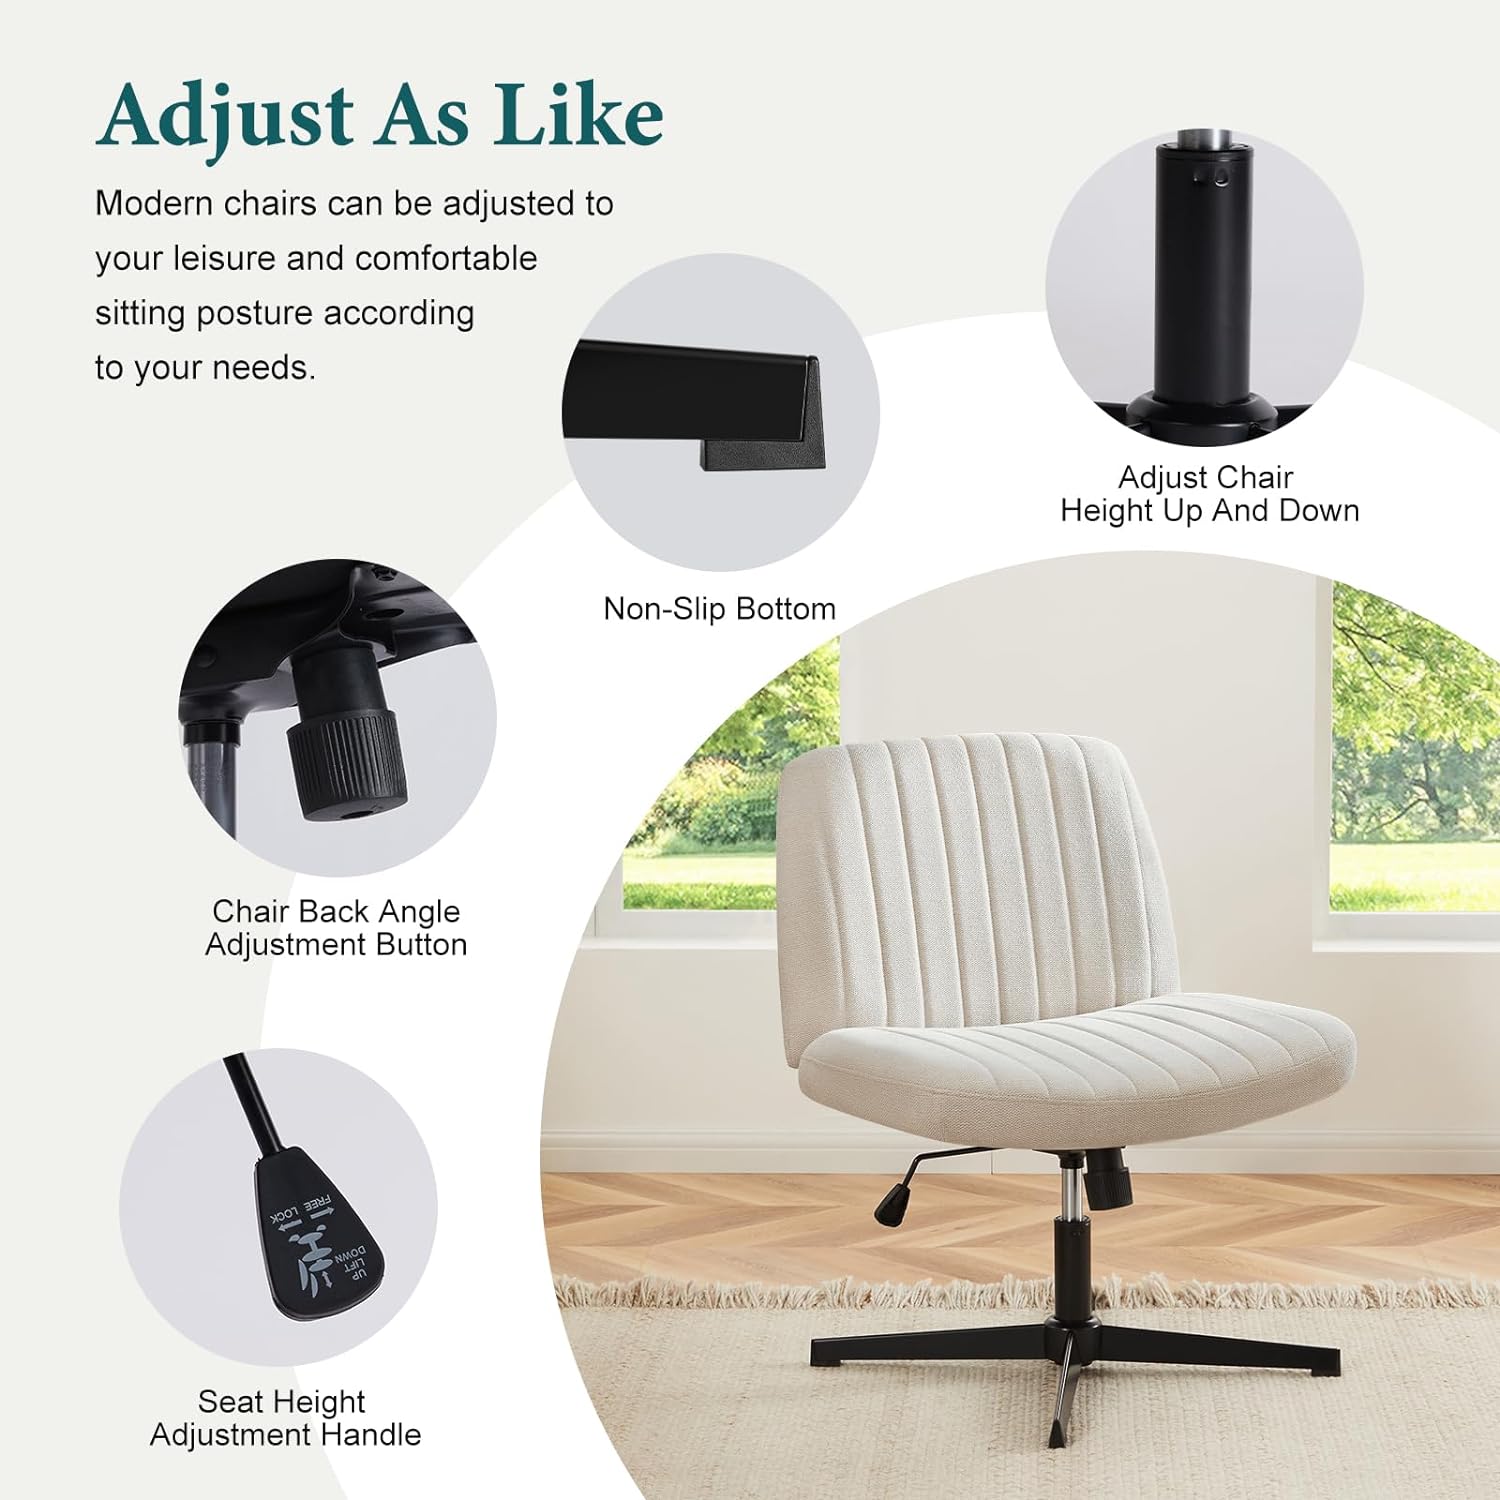 Adjust As Like
Modern chairs can be adjusted to
your leisure and comfortable
sitting posture according
to your needs.
Adjust Chair
Height Up And Down
Non-Slip Bottom
Chair Back Angle
Adjustment Button
FREE LOCK
UP
LIFT
DOWN
Seat Height
Adjustment Handle